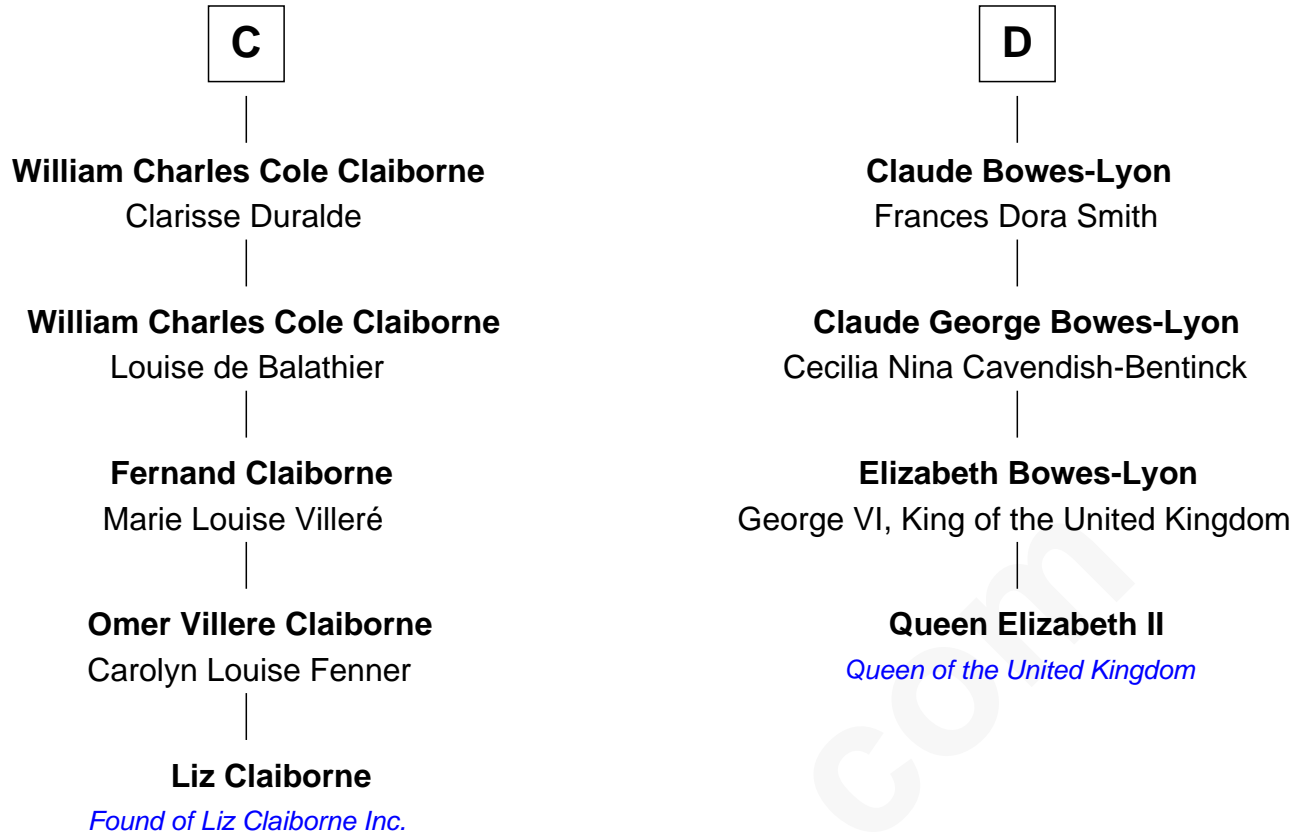 C
William Charles Cole Claiborne
Clarisse Duralde
William Charles Cole Claiborne
Louise de Balathier
Fernand Claiborne
Marie Louise Villeré
Omer Villere Claiborne
Carolyn Louise Fenner
Liz Claiborne
Found of Liz Claiborne Inc.
D
Claude Bowes-Lyon
Frances Dora Smith
Claude George Bowes-Lyon
Cecilia Nina Cavendish-Bentinck
Elizabeth Bowes-Lyon
George VI, King of the United Kingdom
Queen Elizabeth II
Queen of the United Kingdom
com